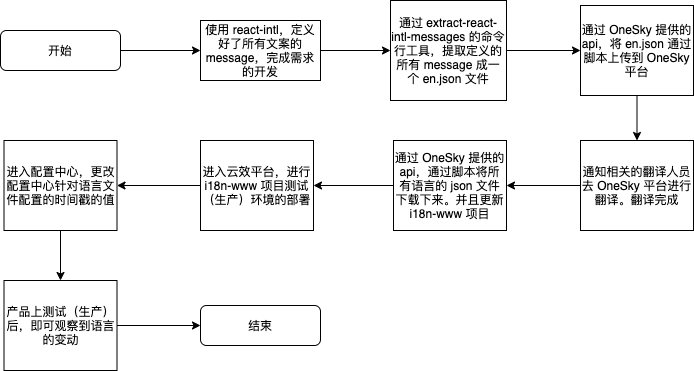 开始
使用 react-intl，定义
好了所有文案的
message，完成需求
的开发
通过 extract-react-
intl-messages 的命令
行工具，提取定义的
所有 message 成一
个 en.json 文件
通过 OneSky 提供的
api，将 en.json 通过
脚本上传到 OneSky
平台
通知相关的翻译人员
去 OneSky 平台进行
翻译。翻译完成
通过 OneSky 提供的
api，通过脚本将所
有语言的 json 文件
下载下来。并且更新
i18n-www 项目
进入云效平台，进行
i18n-www 项目测试
（生产）环境的部署
进入配置中心，更改
配置中心针对语言文
件配置的时间戳的值
产品上测试（生产）
后，即可观察到语言
的变动
结束